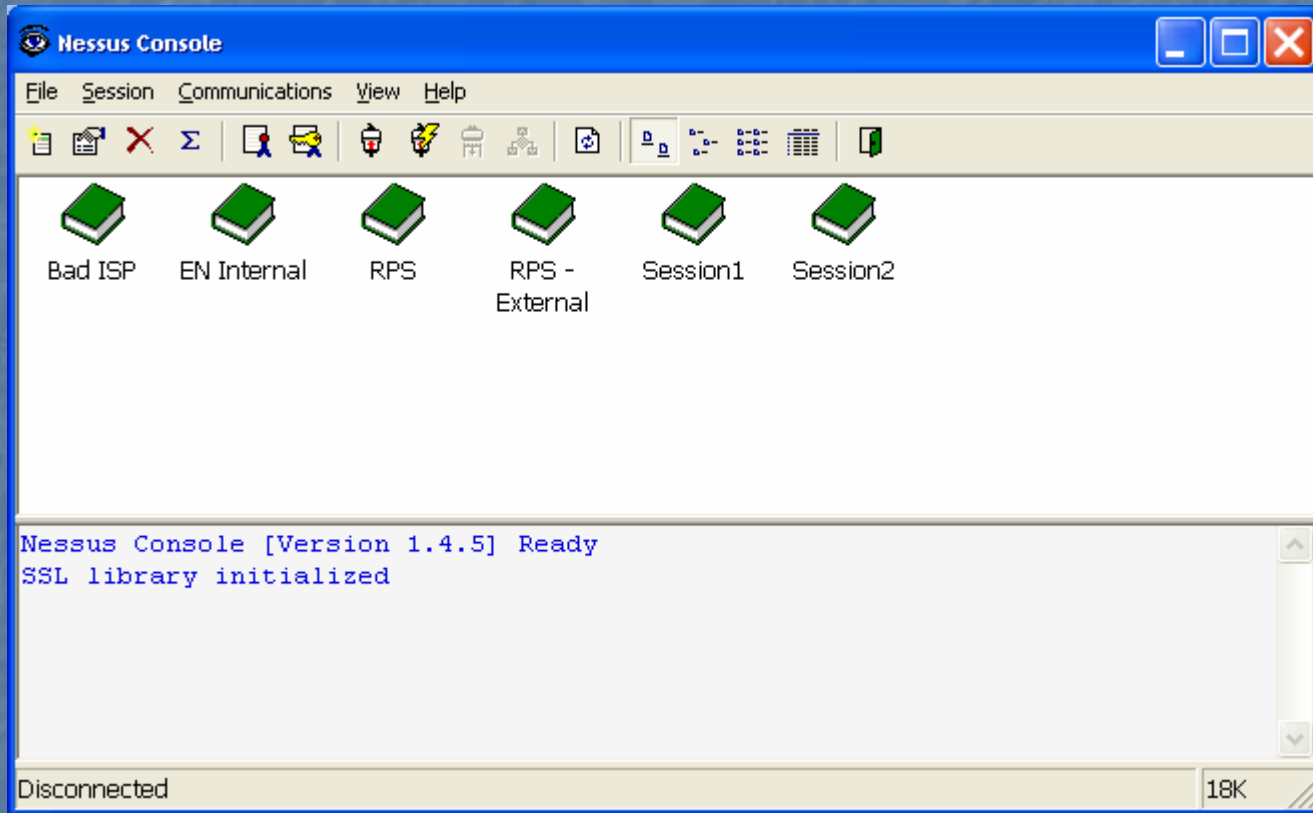 Nessus Console
File Session Communications View Help
Bad ISP EN Internal RPS RPS - External Session1 Session2
Nessus Console [Version 1.4.5] Ready
SSL library initialized
Disconnected 18K